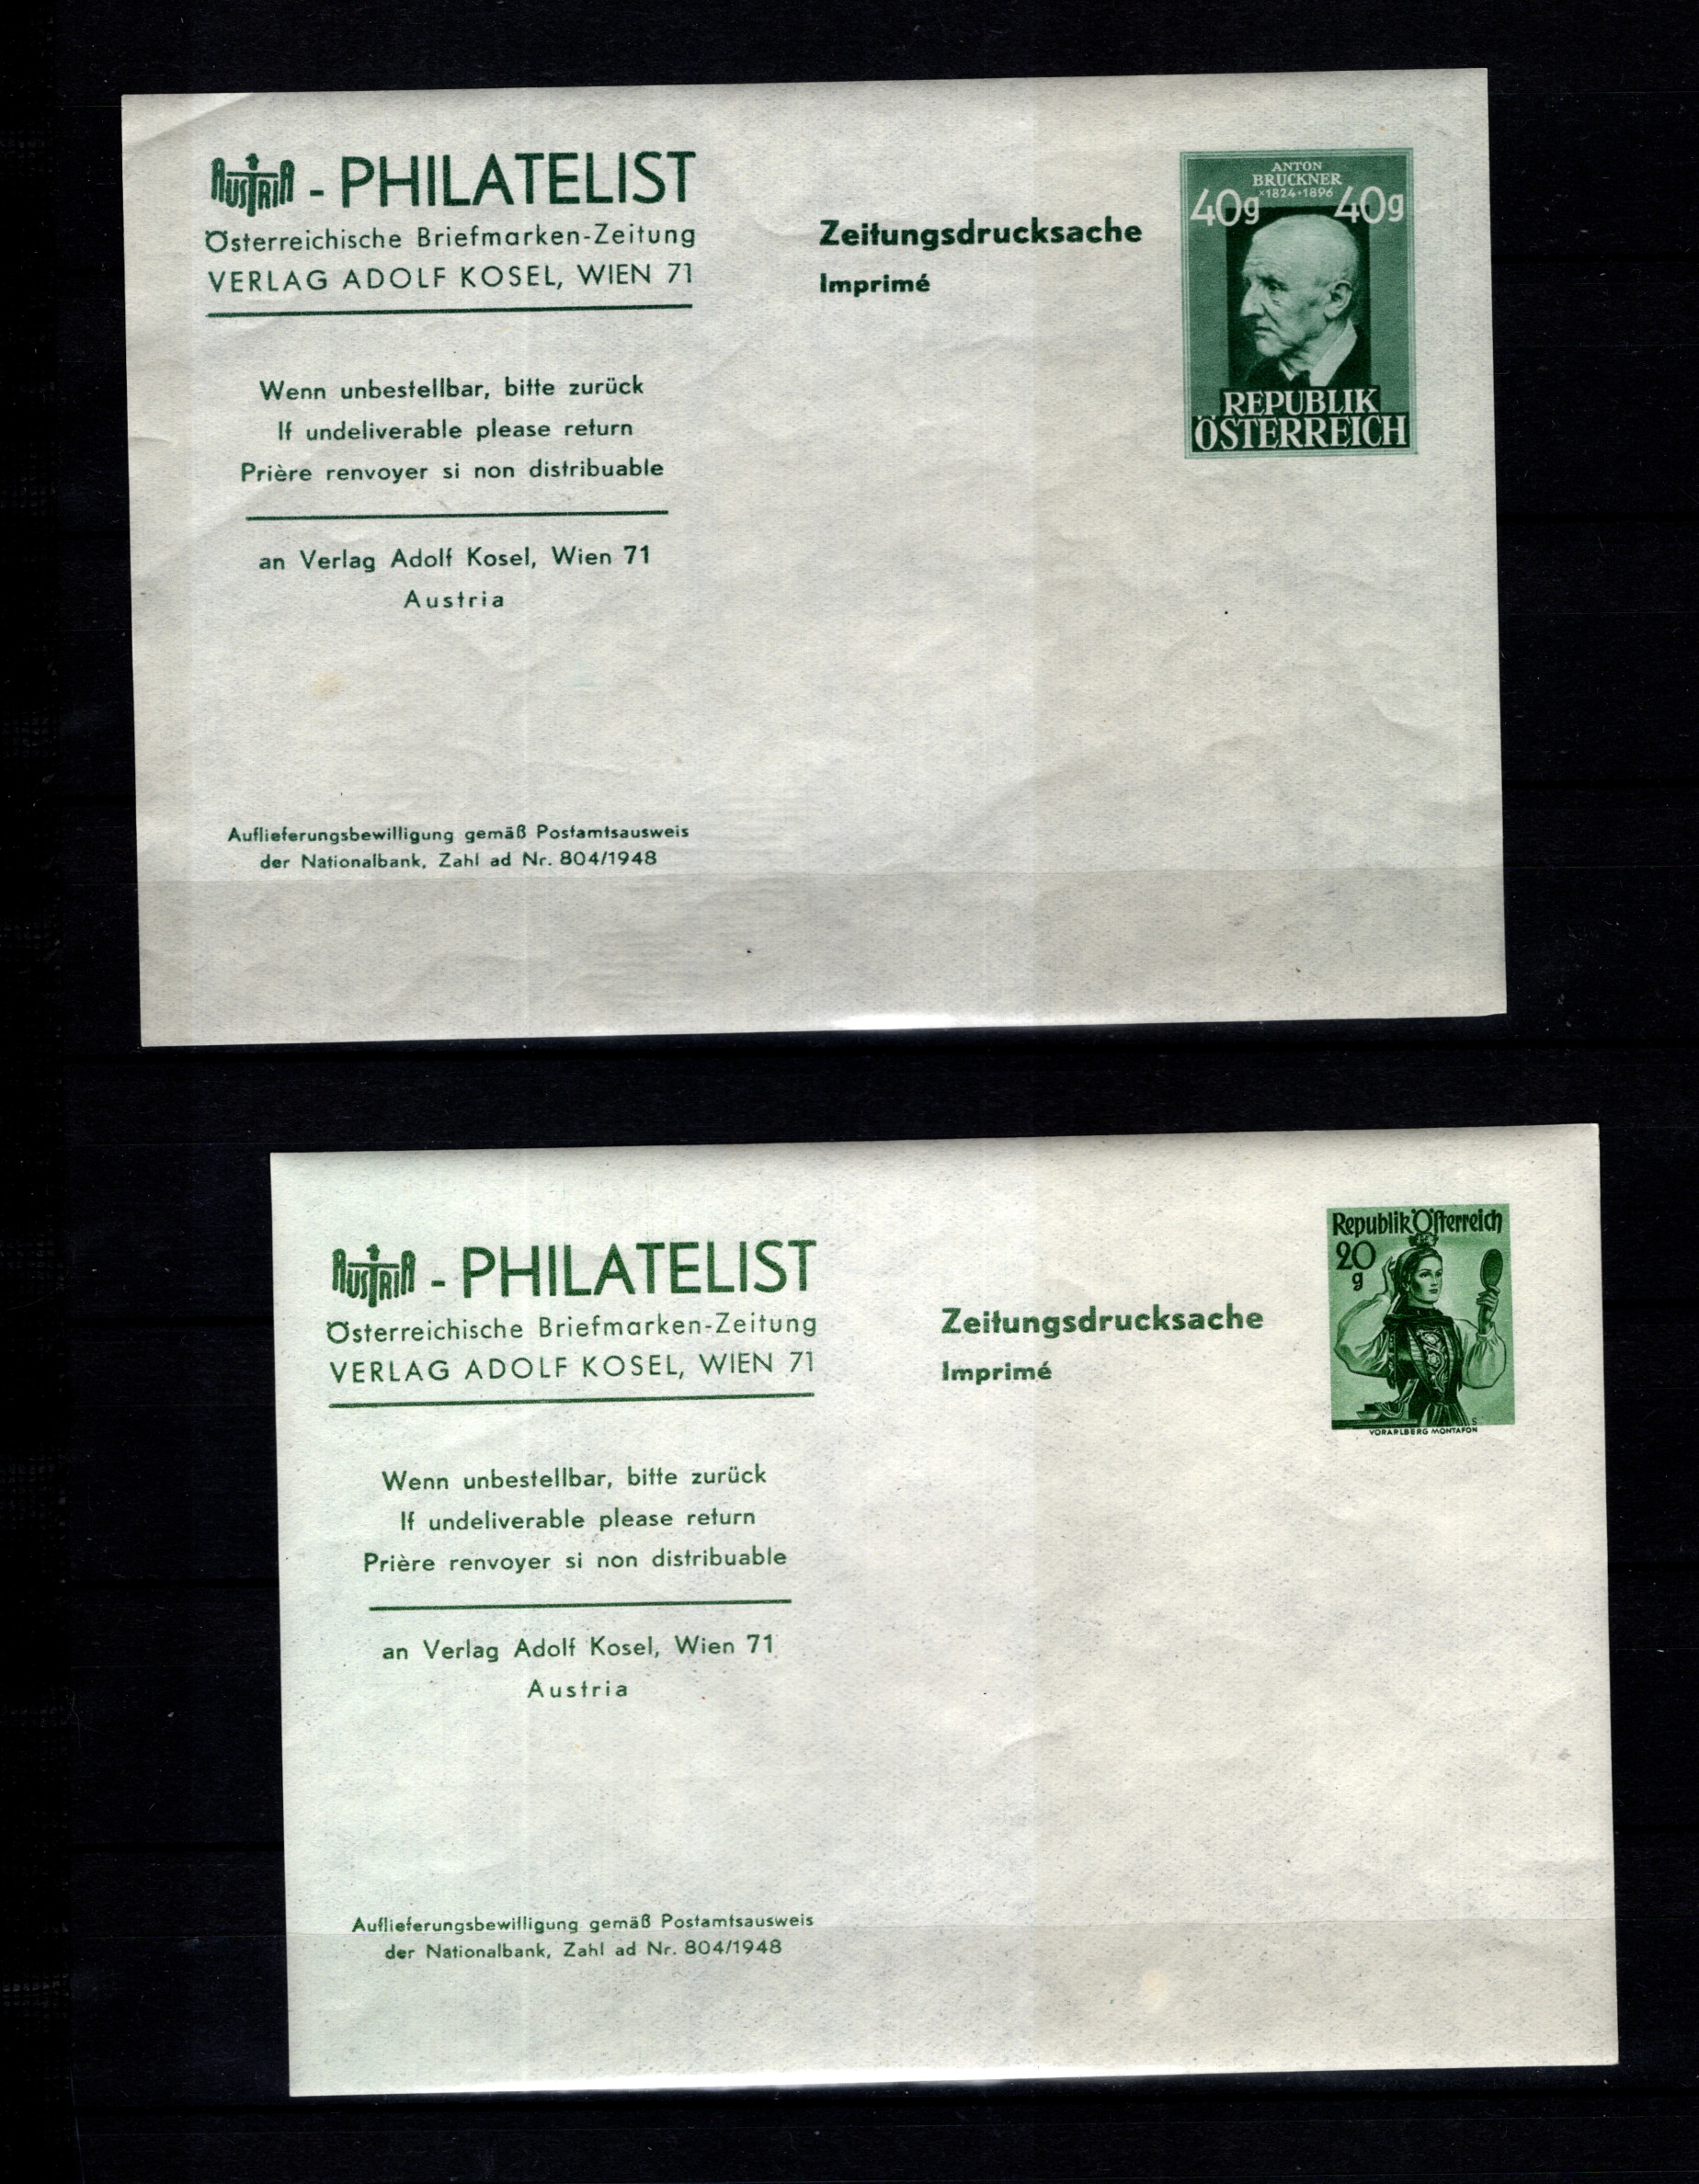 AUSTRIA - PHILATELIST
Österreichische Briefmarken-Zeitung
VERLAG ADOLF KOSEL, WIEN 71
Zeitungsdrucksache
Imprimé
ANTON
BRUCKNER
*1824+1896
40g 40g
REPUBLIK
ÖSTERREICH
Wenn unbestellbar, bitte zurück
If undeliverable please return
Prière renvoyer si non distribuable
an Verlag Adolf Kosel, Wien 71
Austria
Auflieferungsbewilligung gemäß Postamtsausweis
der Nationalbank, Zahl ad Nr. 804/1948
AUSTRIA - PHILATELIST
Österreichische Briefmarken-Zeitung
VERLAG ADOLF KOSEL, WIEN 71
Zeitungsdrucksache
Imprimé
Republik Österreich
20
g
S
VORARLBERG MONTAFON
Wenn unbestellbar, bitte zurück
If undeliverable please return
Prière renvoyer si non distribuable
an Verlag Adolf Kosel, Wien 71
Austria
Auflieferungsbewilligung gemäß Postamtsausweis
der Nationalbank, Zahl ad Nr. 804/1948